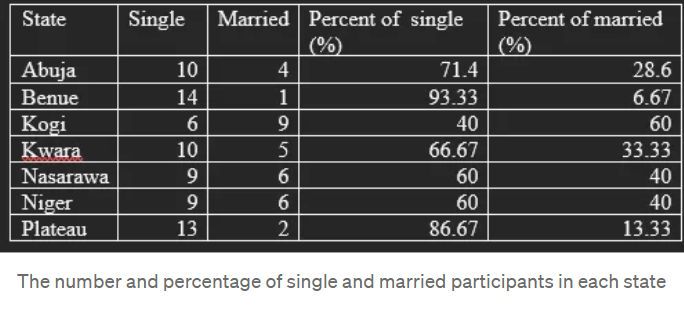 State Single Married Percent of single Percent of married
(%) (%)
Abuja 10 4 71.4 28.6
Benue 14 1 93.33 6.67
Kogi 6 9 40 60
Kwara 10 5 66.67 33.33
Nasarawa 9 6 60 40
Niger 9 6 60 40
Plateau 13 2 86.67 13.33
The number and percentage of single and married participants in each state